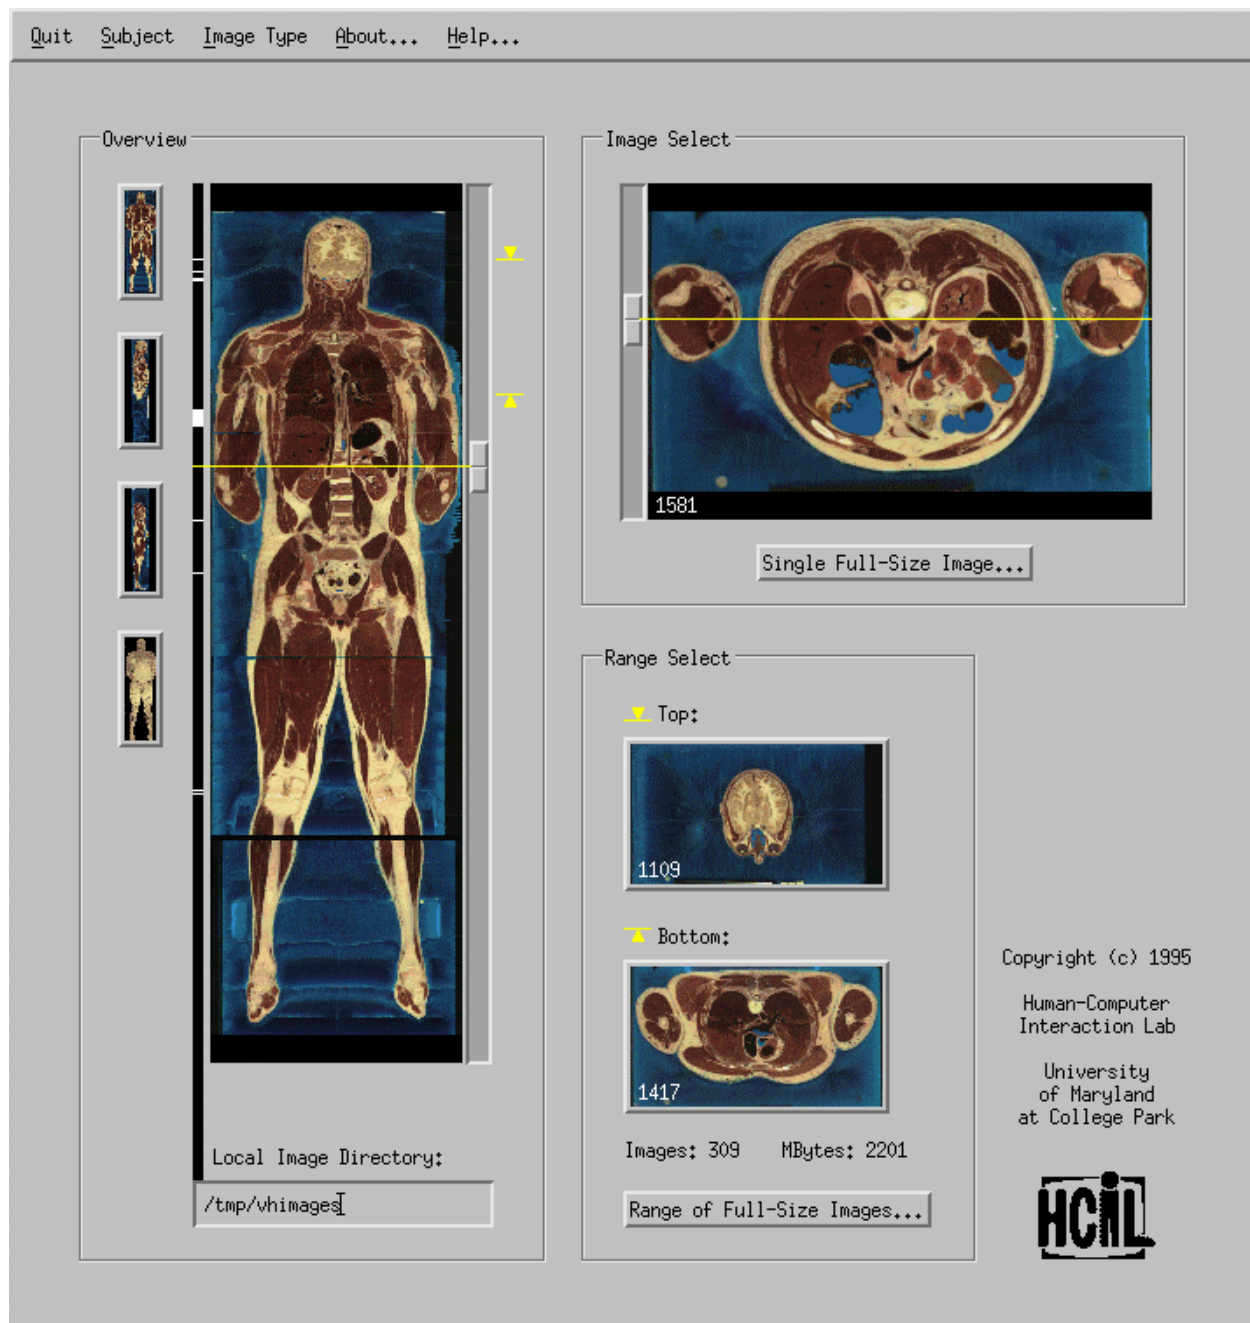 Quit Subject Image Type About... Help...
Overview
Image Select
1581
Single Full-Size Image...
Range Select
Top:
1109
Bottom:
1417
Images: 309 MBytes: 2201
Range of Full-Size Images...
Local Image Directory:
/tmp/vhimages
Copyright (c) 1995
Human-Computer
Interaction Lab
University
of Maryland
at College Park
HCIL